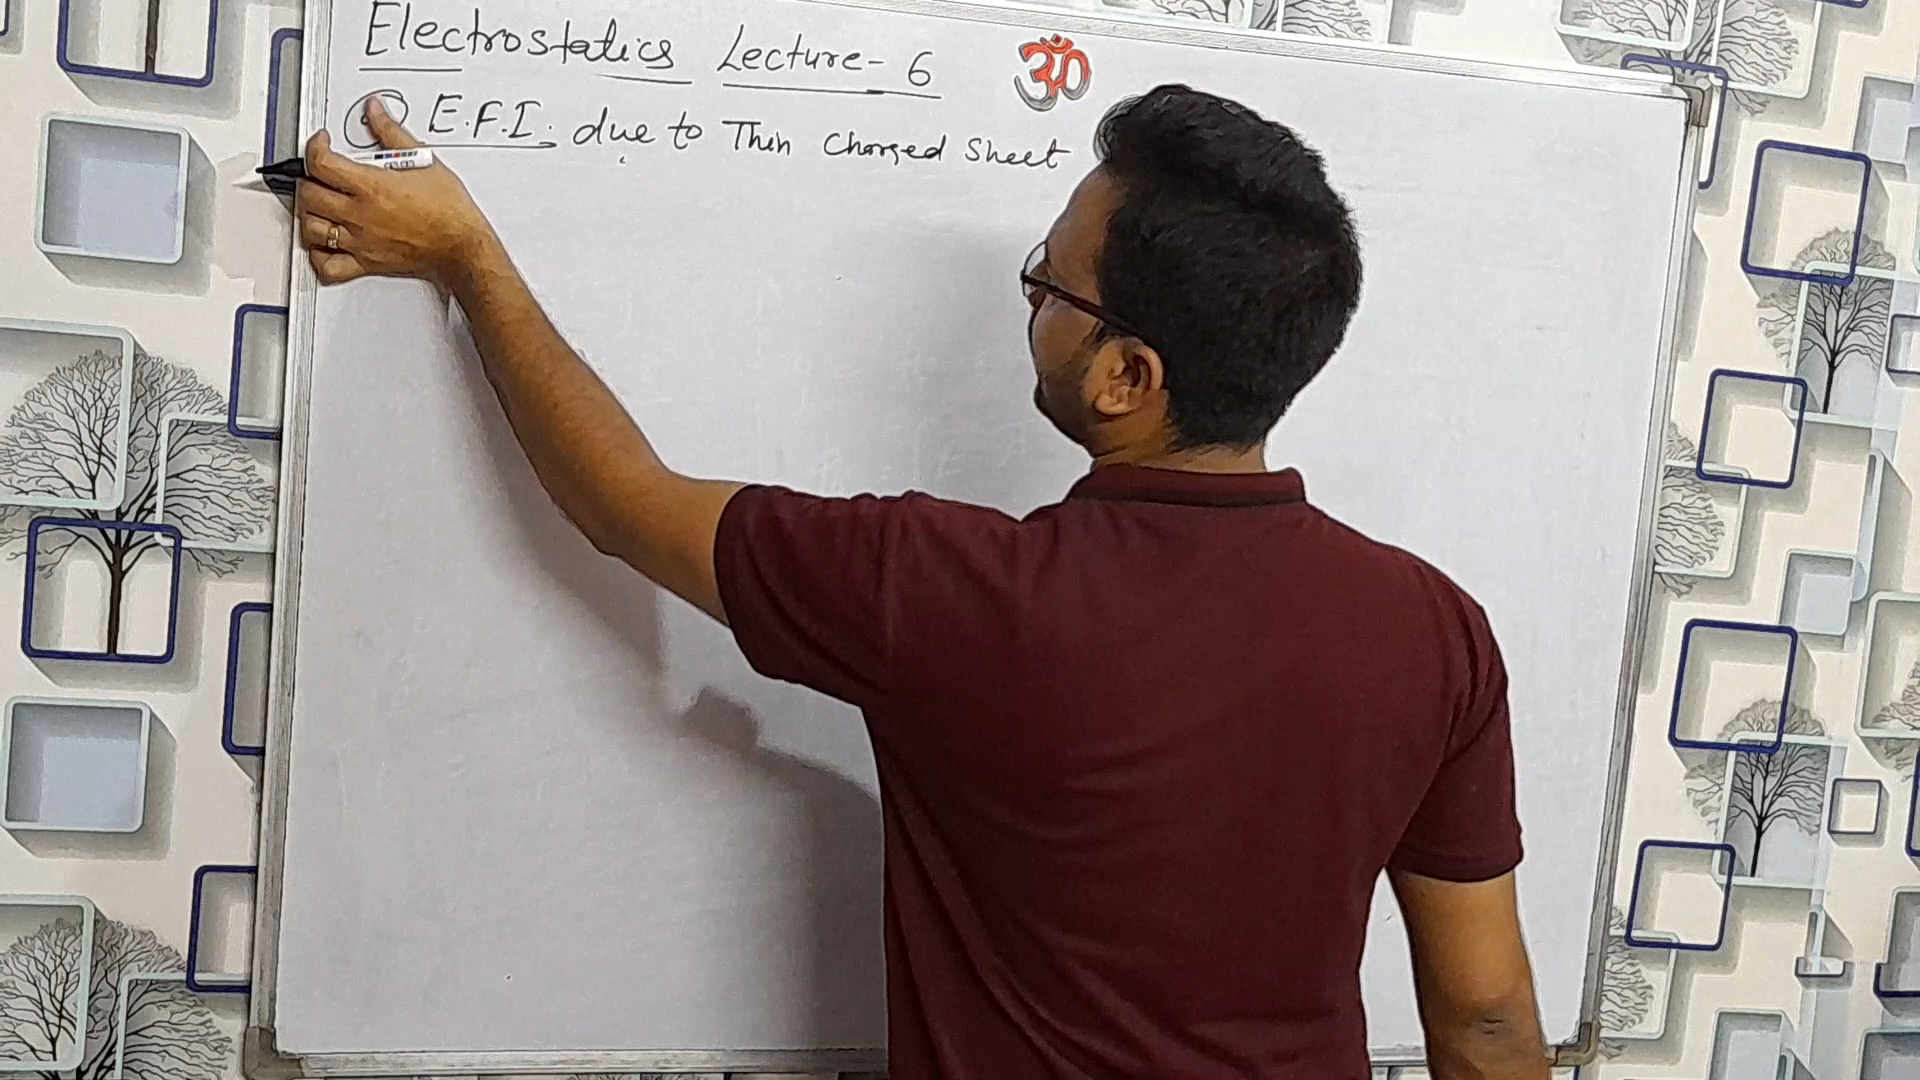 Electrostatics Lecture- 6 ॐ
E.F.I. due to Thin Charged Sheet